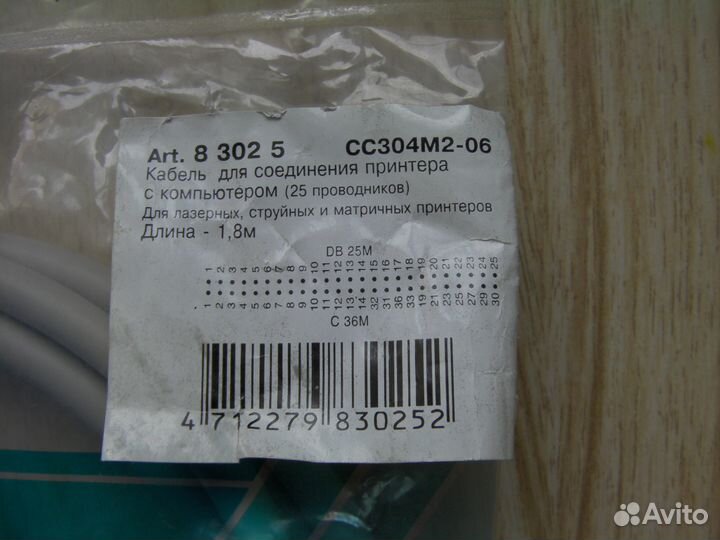 Art. 8 302 5 CC304M2-06
Кабель для соединения принтера
с компьютером (25 проводников)
Для лазерных, струйных и матричных принтеров
Длина - 1,8м
DB 25M
1 2 3 4 5 6 7 8 9 10 11 12 13 14 15 16 17 18 19 20 21 22 23 24 25
1 2 3 4 5 6 7 8 9 10 11 12 13 14 32 31 36 33 19 21 23 25 27 29 30
C 36M
4 712279 830252
Avito